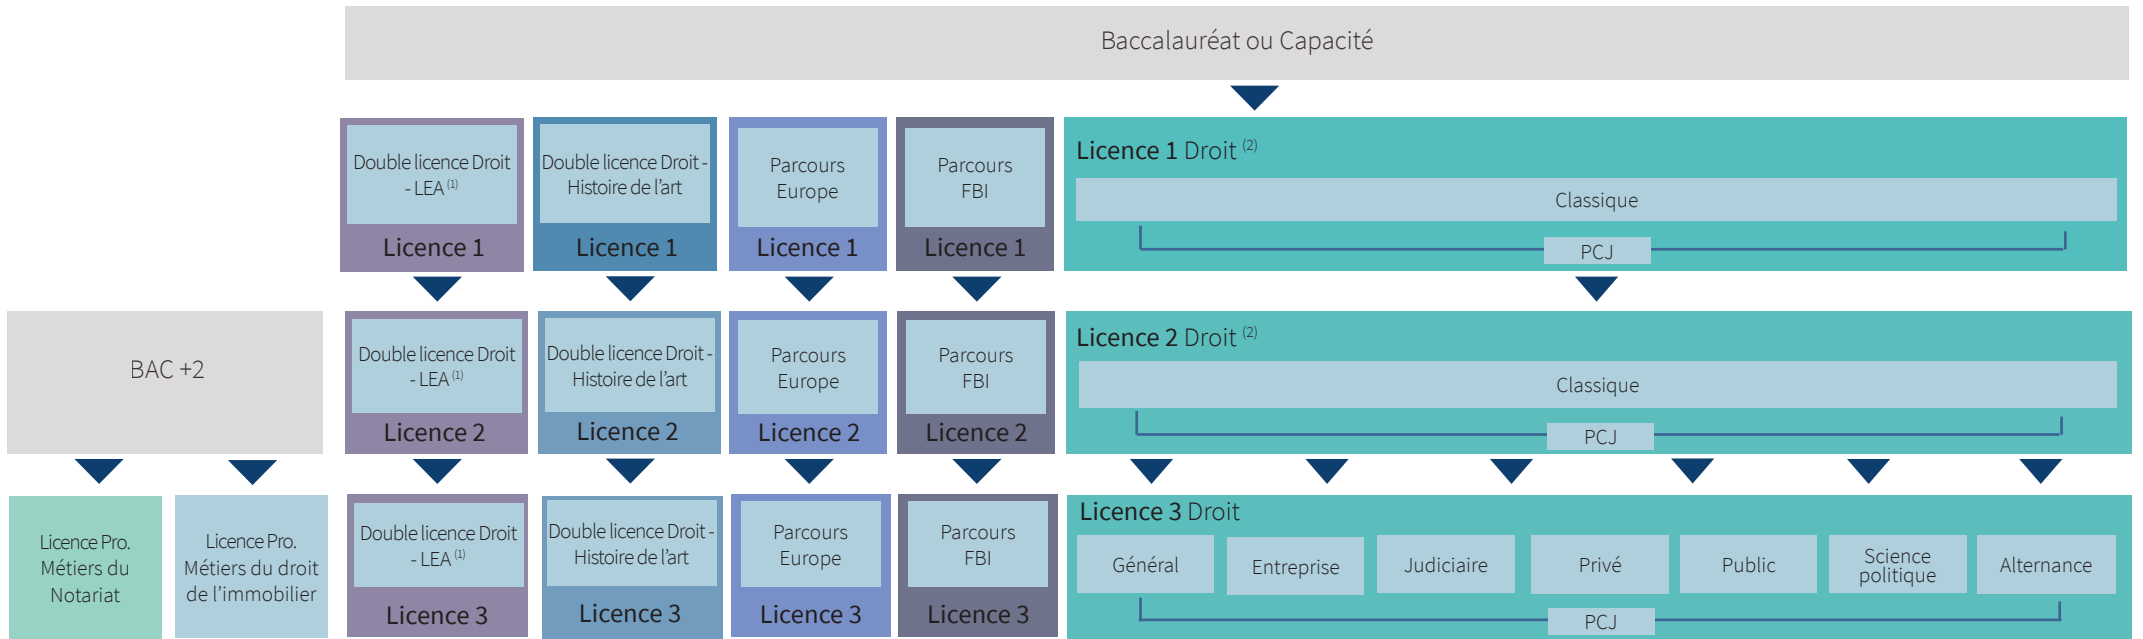 Baccalauréat ou Capacité
Double licence Droit
- LEA (1)
Licence 1
Double licence Droit -
Histoire de l’art
Licence 1
Parcours
Europe
Licence 1
Parcours
FBI
Licence 1
Licence 1 Droit (2)
Classique
PCJ
BAC +2
Double licence Droit
- LEA (1)
Licence 2
Double licence Droit -
Histoire de l’art
Licence 2
Parcours
Europe
Licence 2
Parcours
FBI
Licence 2
Licence 2 Droit (2)
Classique
PCJ
Licence Pro.
Métiers du
Notariat
Licence Pro.
Métiers du droit
de l’immobilier
Double licence Droit
- LEA (1)
Licence 3
Double licence Droit -
Histoire de l’art
Licence 3
Parcours
Europe
Licence 3
Parcours
FBI
Licence 3
Licence 3 Droit
Général
Entreprise
Judiciaire
Privé
Public
Science
politique
Alternance
PCJ